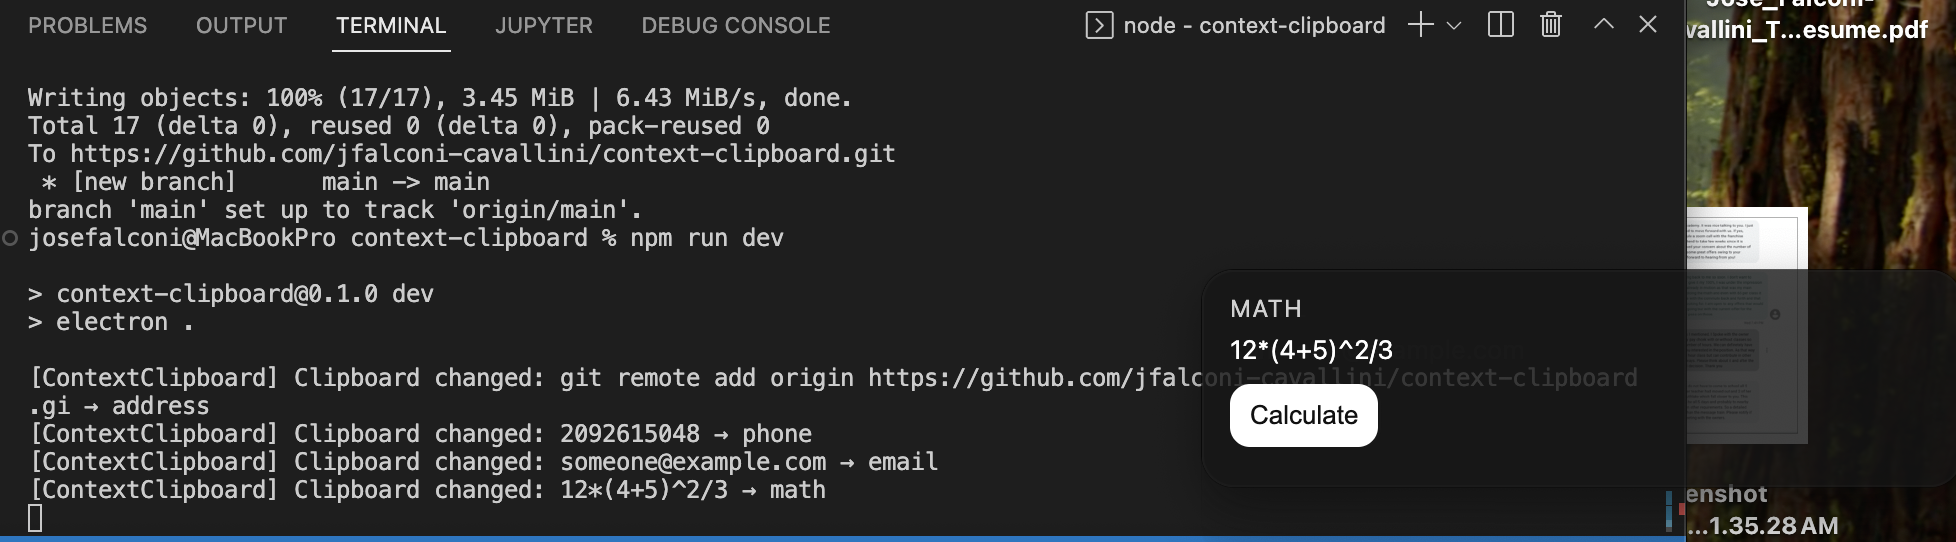 PROBLEMS OUTPUT TERMINAL JUPYTER DEBUG CONSOLE node - context-clipboard
Writing objects: 100% (17/17), 3.45 MiB | 6.43 MiB/s, done.
Total 17 (delta 0), reused 0 (delta 0), pack-reused 0
To https://github.com/jfalconi-cavallini/context-clipboard.git
* [new branch] main -> main
branch 'main' set up to track 'origin/main'.
josefalconi@MacBookPro context-clipboard % npm run dev
> context-clipboard@0.1.0 dev
> electron .
[ContextClipboard] Clipboard changed: git remote add origin https://github.com/jfalconi-cavallini/context-clipboard
.gi → address
[ContextClipboard] Clipboard changed: 2092615048 → phone
[ContextClipboard] Clipboard changed: someone@example.com → email
[ContextClipboard] Clipboard changed: 12*(4+5)^2/3 → math
MATH
12*(4+5)^2/3
Calculate
Jose_Falconi-
vallini_T...esume.pdf
enshot
...1.35.28 AM